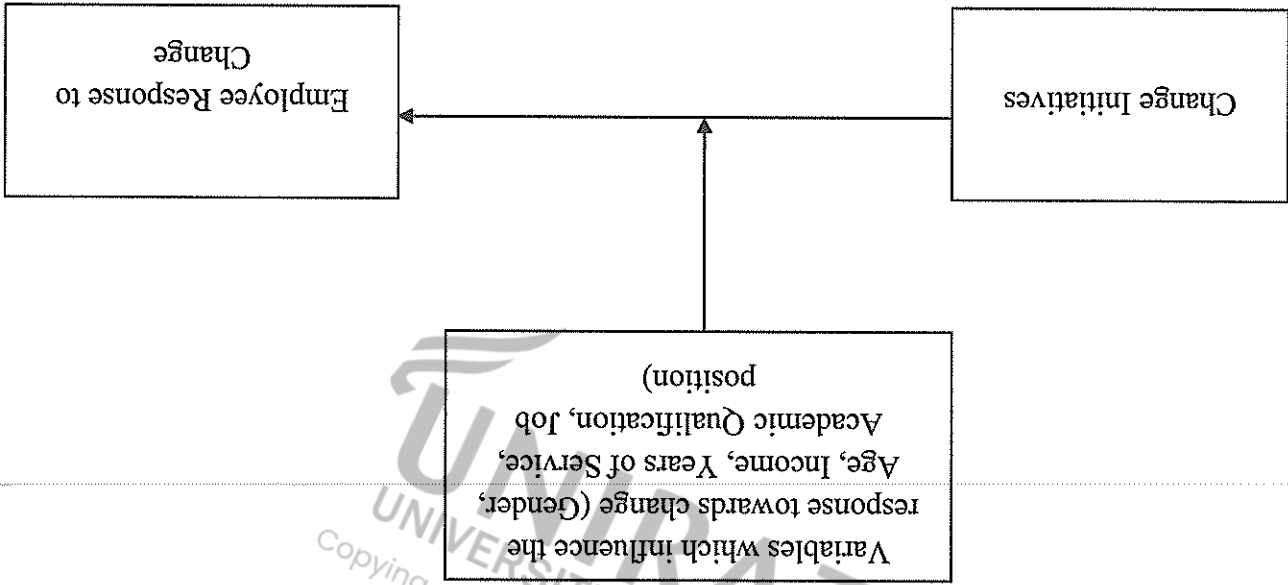 Variables which influence the
response towards change (Gender,
Age, Income, Years of Service,
Academic Qualification, Job
position)
Change Initiatives
Employee Response to
Change
Copying